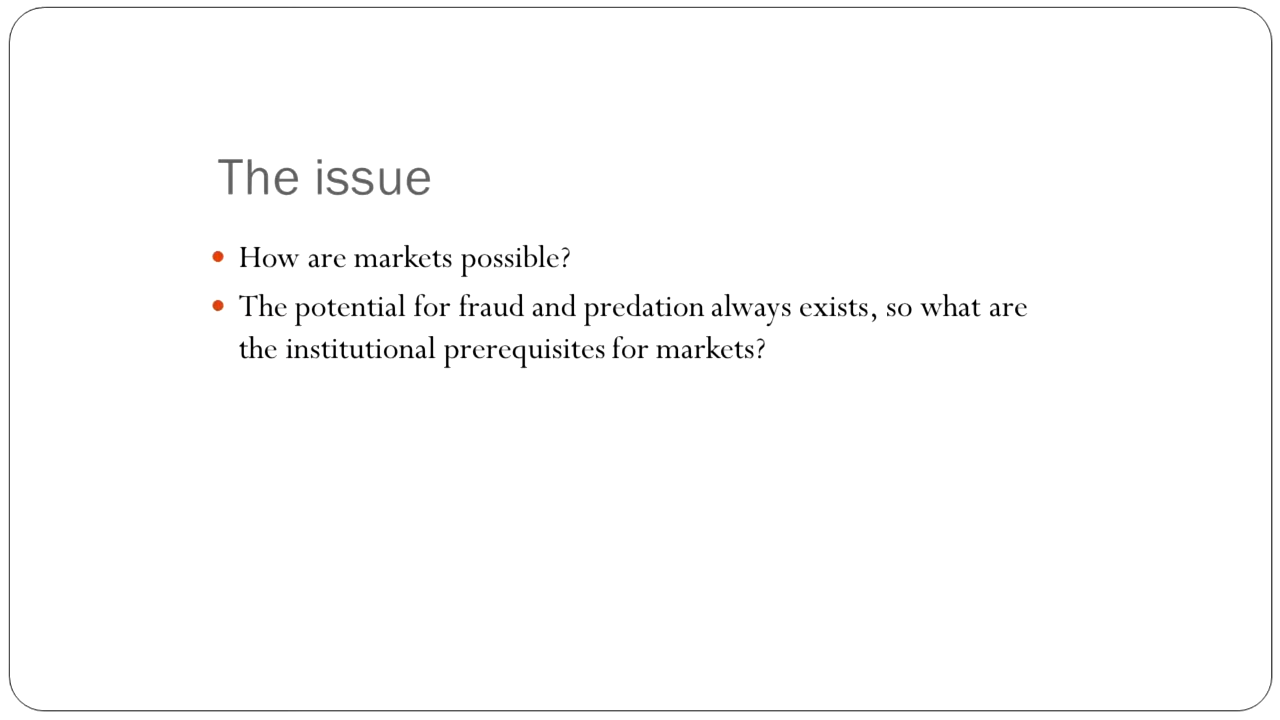 The issue
• How are markets possible?
• The potential for fraud and predation always exists, so what are
the institutional prerequisites for markets?